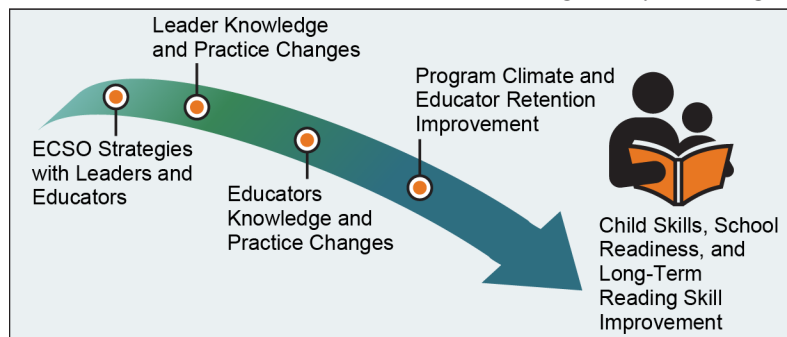 Leader Knowledge
and Practice Changes
Program Climate and
Educator Retention
Improvement
ECSO Strategies
with Leaders and
Educators
Educators
Knowledge and
Practice Changes
Child Skills, School
Readiness, and
Long-Term
Reading Skill
Improvement